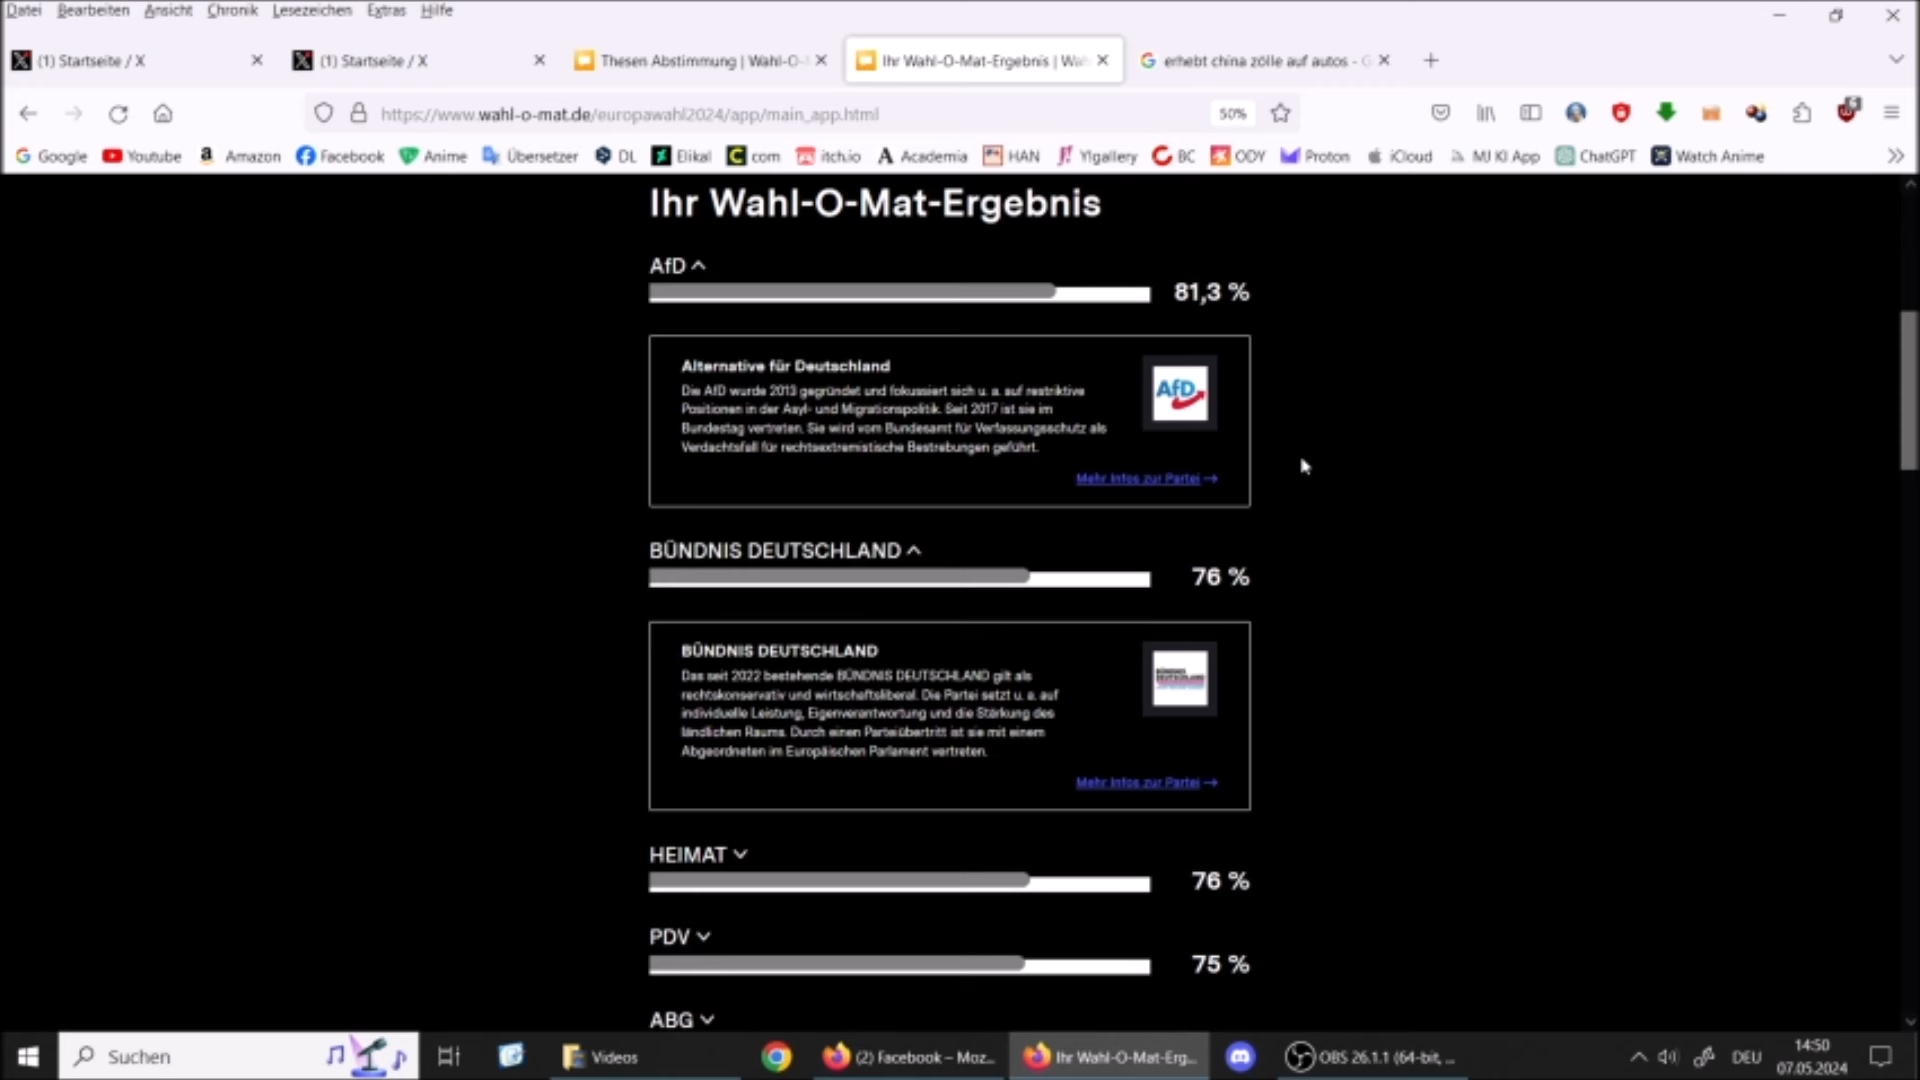 Datei Bearbeiten Ansicht Chronik Lesezeichen Extras Hilfe
(1) Startseite / X
(1) Startseite / X
Thesen Abstimmung | Wahl-O-
Ihr Wahl-O-Mat-Ergebnis | Wa
erhebt china zölle auf autos - G
https://www.wahl-o-mat.de/europawahl2024/app/main_app.html
50%
Google Youtube Amazon Facebook Anime Übersetzer DL Elikal com itch.io Academia HAN Y!gallery BC ODY Proton iCloud MJ KI App ChatGPT Watch Anime
Ihr Wahl-O-Mat-Ergebnis
AfD
81,3 %
Alternative für Deutschland
Die AfD wurde 2013 gegründet und fokussiert sich u. a. auf restriktive
Positionen in der Asyl- und Migrationspolitik. Seit 2017 ist sie im
Bundestag vertreten. Sie wird vom Bundesamt für Verfassungsschutz als
Verdachtsfall für rechtsextremistische Bestrebungen geführt.
AfD
Mehr Infos zur Partei →
BÜNDNIS DEUTSCHLAND
76 %
BÜNDNIS DEUTSCHLAND
Das seit 2022 bestehende BÜNDNIS DEUTSCHLAND gilt als
rechtskonservativ und wirtschaftsliberal. Die Partei setzt u. a. auf
individuelle Leistung, Eigenverantwortung und die Stärkung des
ländlichen Raums. Durch einen Parteiübertritt ist sie mit einem
Abgeordneten im Europäischen Parlament vertreten.
BÜNDNIS
DEUTSCHLAND
Mehr Infos zur Partei →
HEIMAT
76 %
PDV
75 %
ABG
Suchen
Videos
(2) Facebook – Moz...
Ihr Wahl-O-Mat-Erg...
OBS 26.1.1 (64-bit, ...
DEU
14:50
07.05.2024